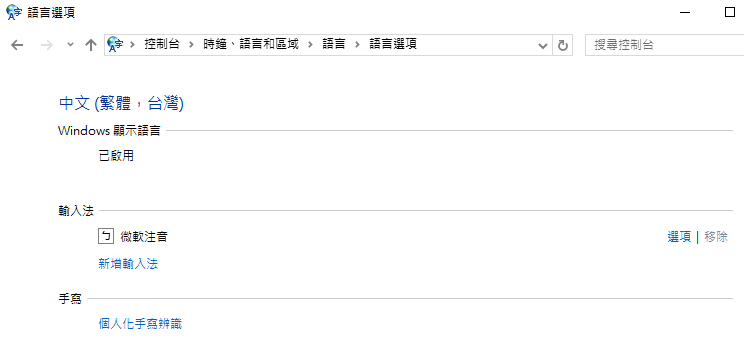 語言選項
控制台 › 時鐘、語言和區域 › 語言 › 語言選項
搜尋控制台
中文 (繁體，台灣)
Windows 顯示語言
已啟用
輸入法
ㄅ 微軟注音 選項 | 移除
新增輸入法
手寫
個人化手寫辨識